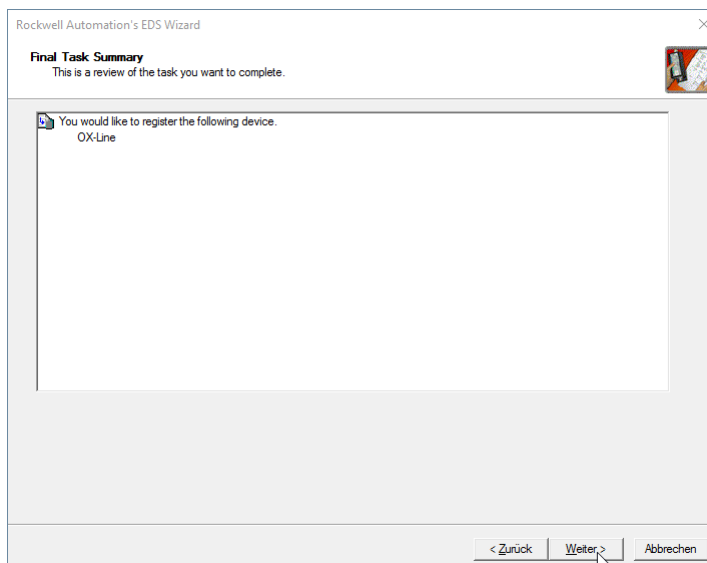 Rockwell Automation's EDS Wizard
Final Task Summary
This is a review of the task you want to complete.
You would like to register the following device.
OX-Line
< Zurück Weiter > Abbrechen